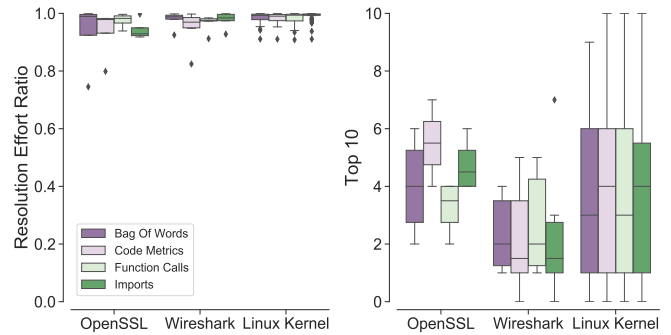 1.0
0.8
0.6
0.4
0.2
0.0
Resolution Effort Ratio
Bag Of Words
Code Metrics
Function Calls
Imports
OpenSSL Wireshark Linux Kernel
10
8
6
4
2
0
Top 10
OpenSSL Wireshark Linux Kernel